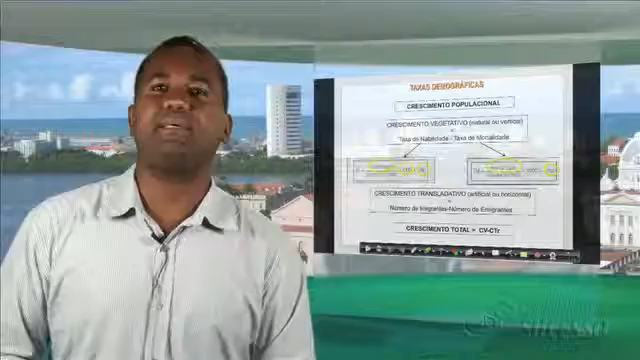 TAXAS DEMOGRÁFICAS
CRESCIMENTO POPULACIONAL
CRESCIMENTO VEGETATIVO (natural ou vertical)
=
Taxa de Natalidade - Taxa de Mortalidade
CRESCIMENTO TRANSLADATIVO (artificial ou horizontal)
=
Número de Imigrantes-Número de Emigrantes
CRESCIMENTO TOTAL = CV-CTr